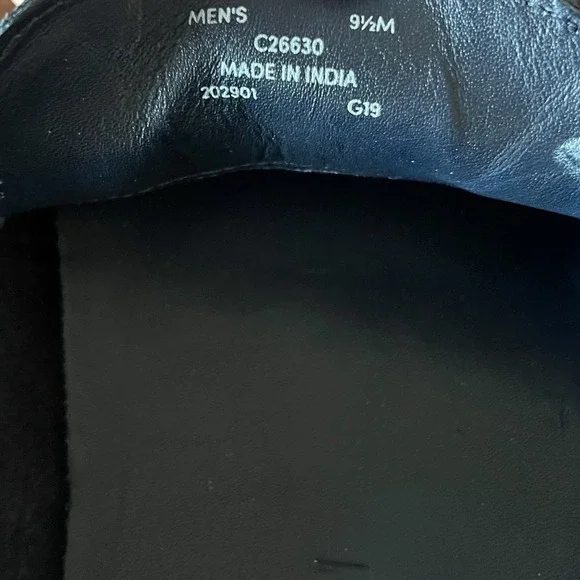 MEN'S 9½M
C26630
MADE IN INDIA
202901 G19